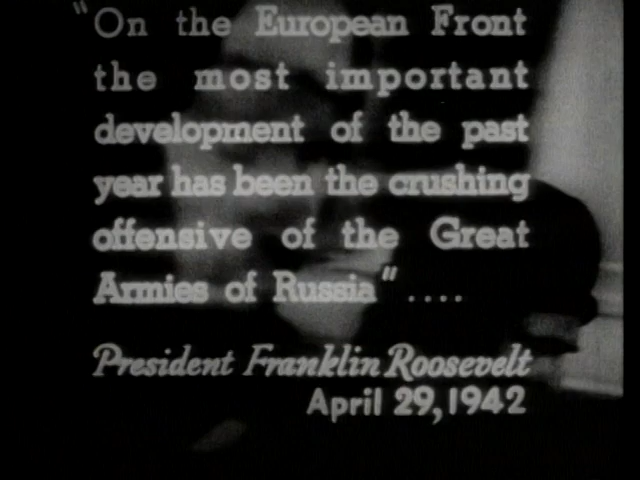 "On the European Front
the most important
development of the past
year has been the crushing
offensive of the Great
Armies of Russia"....
President Franklin Roosevelt
April 29, 1942